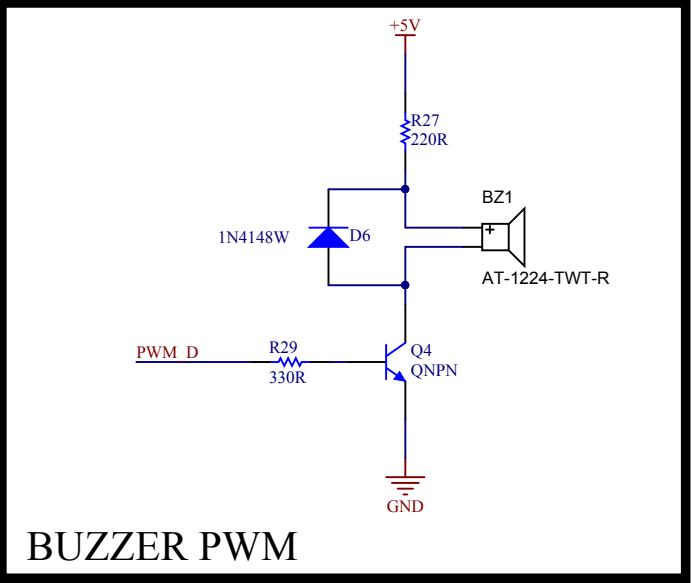 +5V
R27
220R
BZ1
+
1N4148W
D6
AT-1224-TWT-R
PWM_D
R29
330R
Q4
QNPN
GND
BUZZER PWM